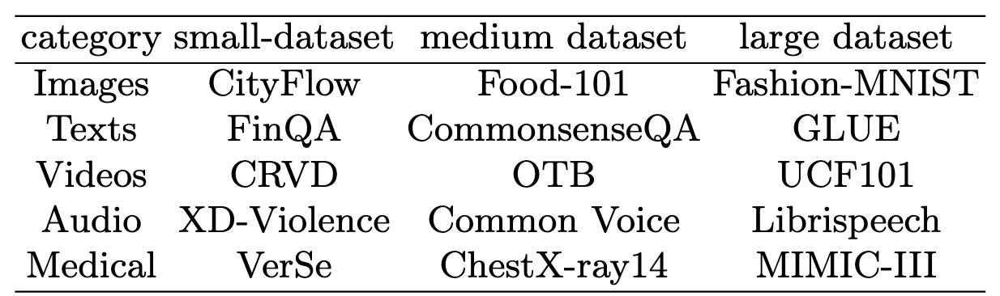 category small-dataset medium dataset large dataset
Images CityFlow Food-101 Fashion-MNIST
Texts FinQA CommonsenseQA GLUE
Videos CRVD OTB UCF101
Audio XD-Violence Common Voice Librispeech
Medical VerSe ChestX-ray14 MIMIC-III